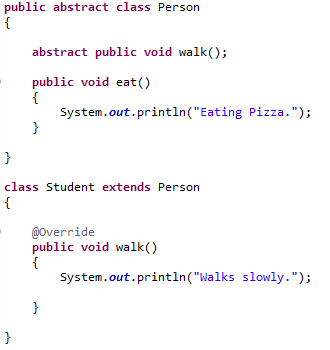 public abstract class Person
{
abstract public void walk();
public void eat()
{
System.out.println("Eating Pizza.");
}
}
class Student extends Person
{
@Override
public void walk()
{
System.out.println("Walks slowly.");
}
}